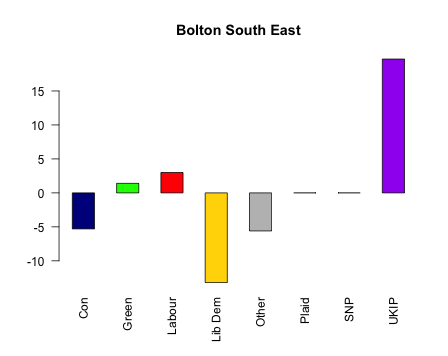 Bolton South East
15
10
5
0
-5
-10
Con
Green
Labour
Lib Dem
Other
Plaid
SNP
UKIP